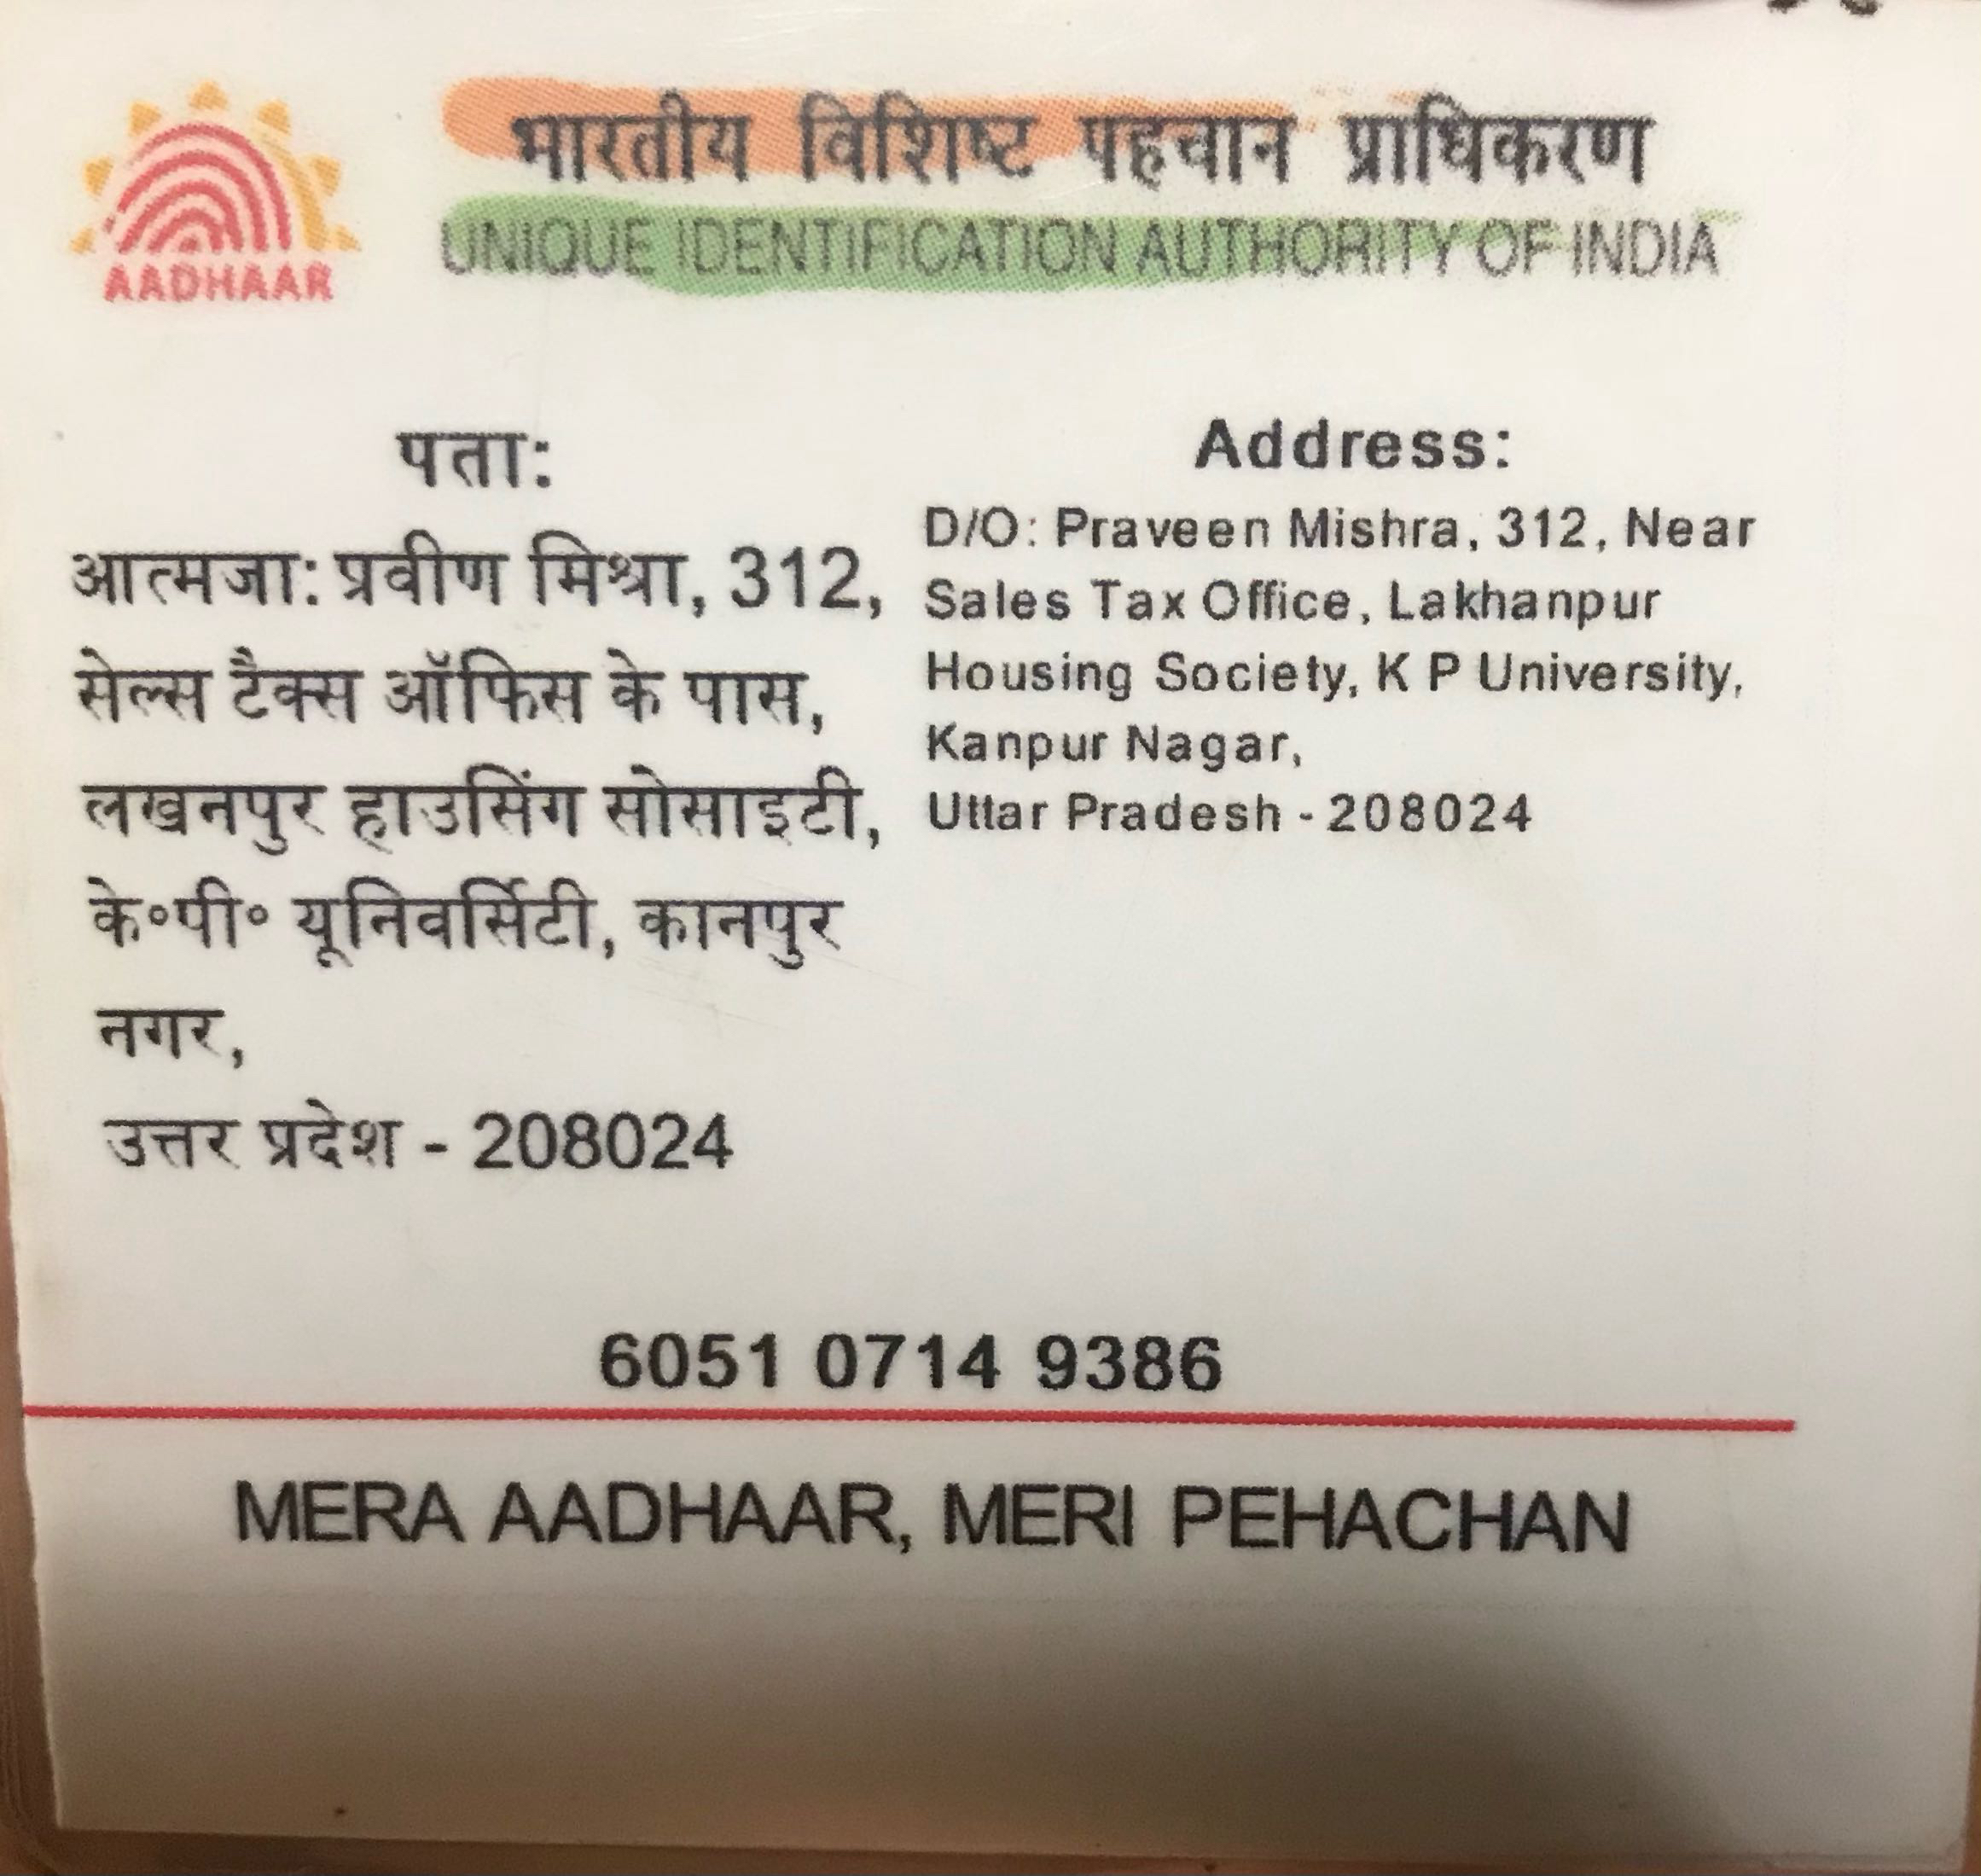 भारतीय विशिष्ट पहचान प्राधिकरण
UNIQUE IDENTIFICATION AUTHORITY OF INDIA
AADHAAR
पता:
आत्मजा: प्रवीण मिश्रा, 312,
सेल्स टैक्स ऑफिस के पास,
लखनपुर हाउसिंग सोसाइटी,
के॰पी॰ यूनिवर्सिटी, कानपुर
नगर,
उत्तर प्रदेश - 208024
Address:
D/O: Praveen Mishra, 312, Near
Sales Tax Office, Lakhanpur
Housing Society, K P University,
Kanpur Nagar,
Uttar Pradesh - 208024
6051 0714 9386
MERA AADHAAR, MERI PEHACHAN